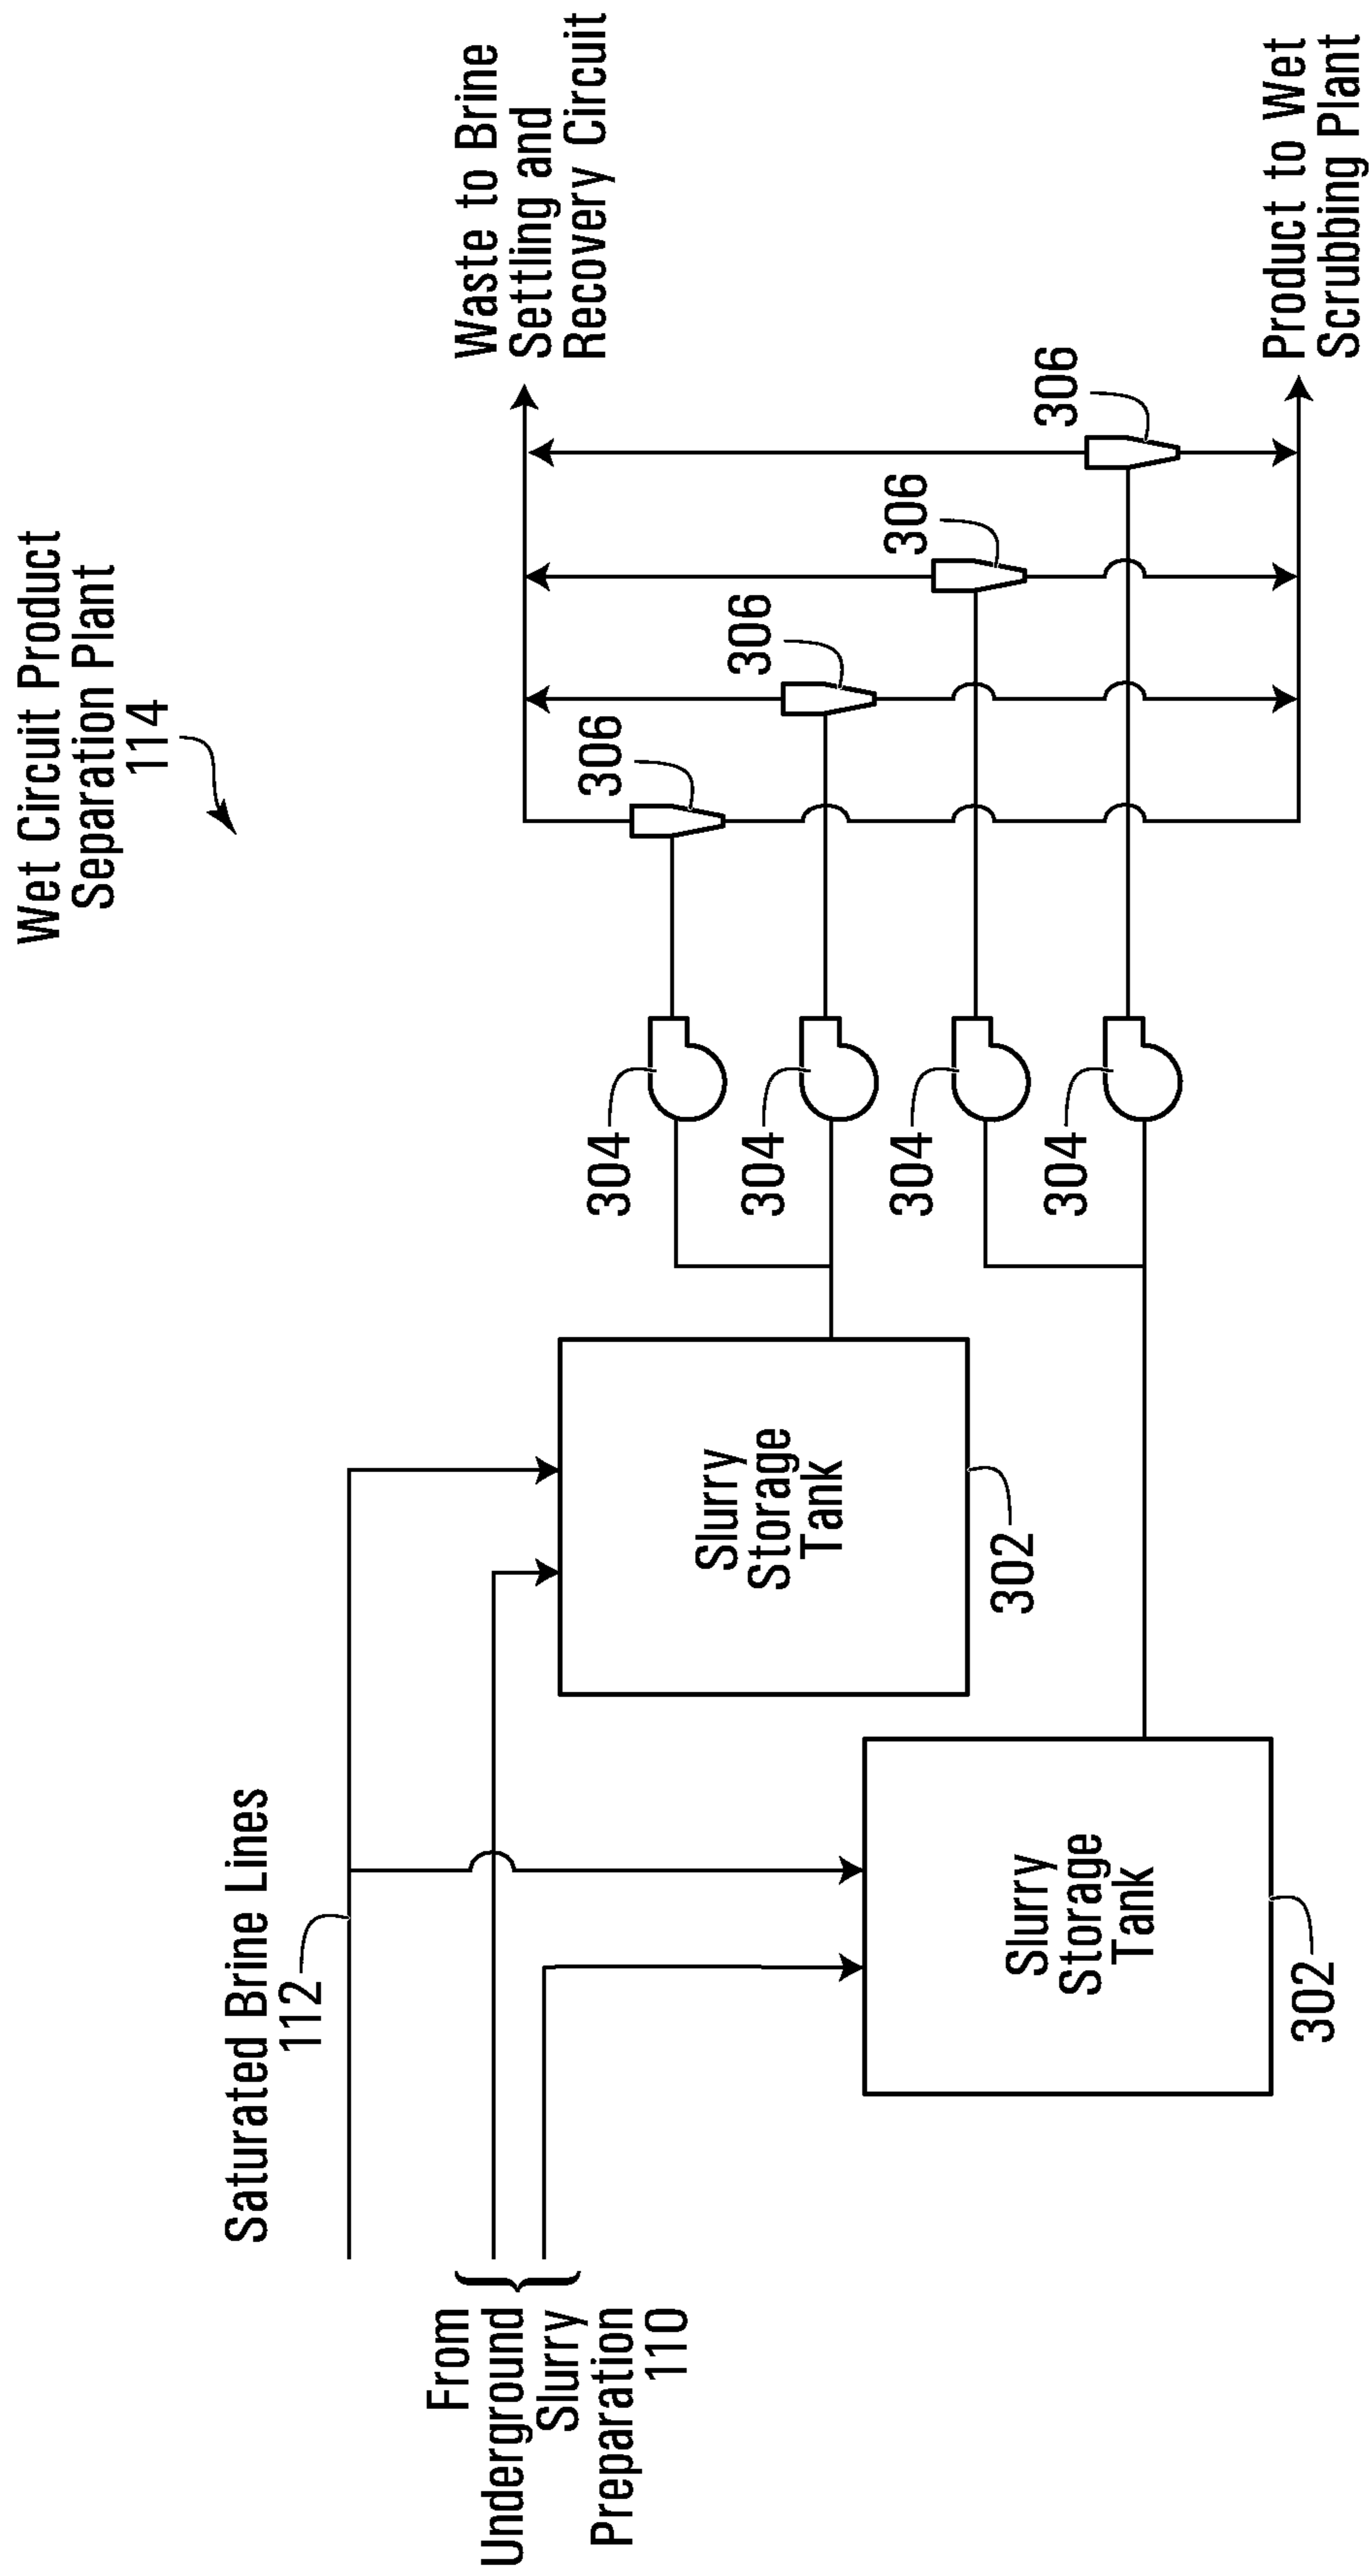 Wet Circuit Product
Separation Plant
114
Saturated Brine Lines
112
From
Underground
Slurry
Preparation
110
Slurry
Storage
Tank
302
Slurry
Storage
Tank
302
304
304
304
304
306
306
306
306
Waste to Brine
Settling and
Recovery Circuit
Product to Wet
Scrubbing Plant